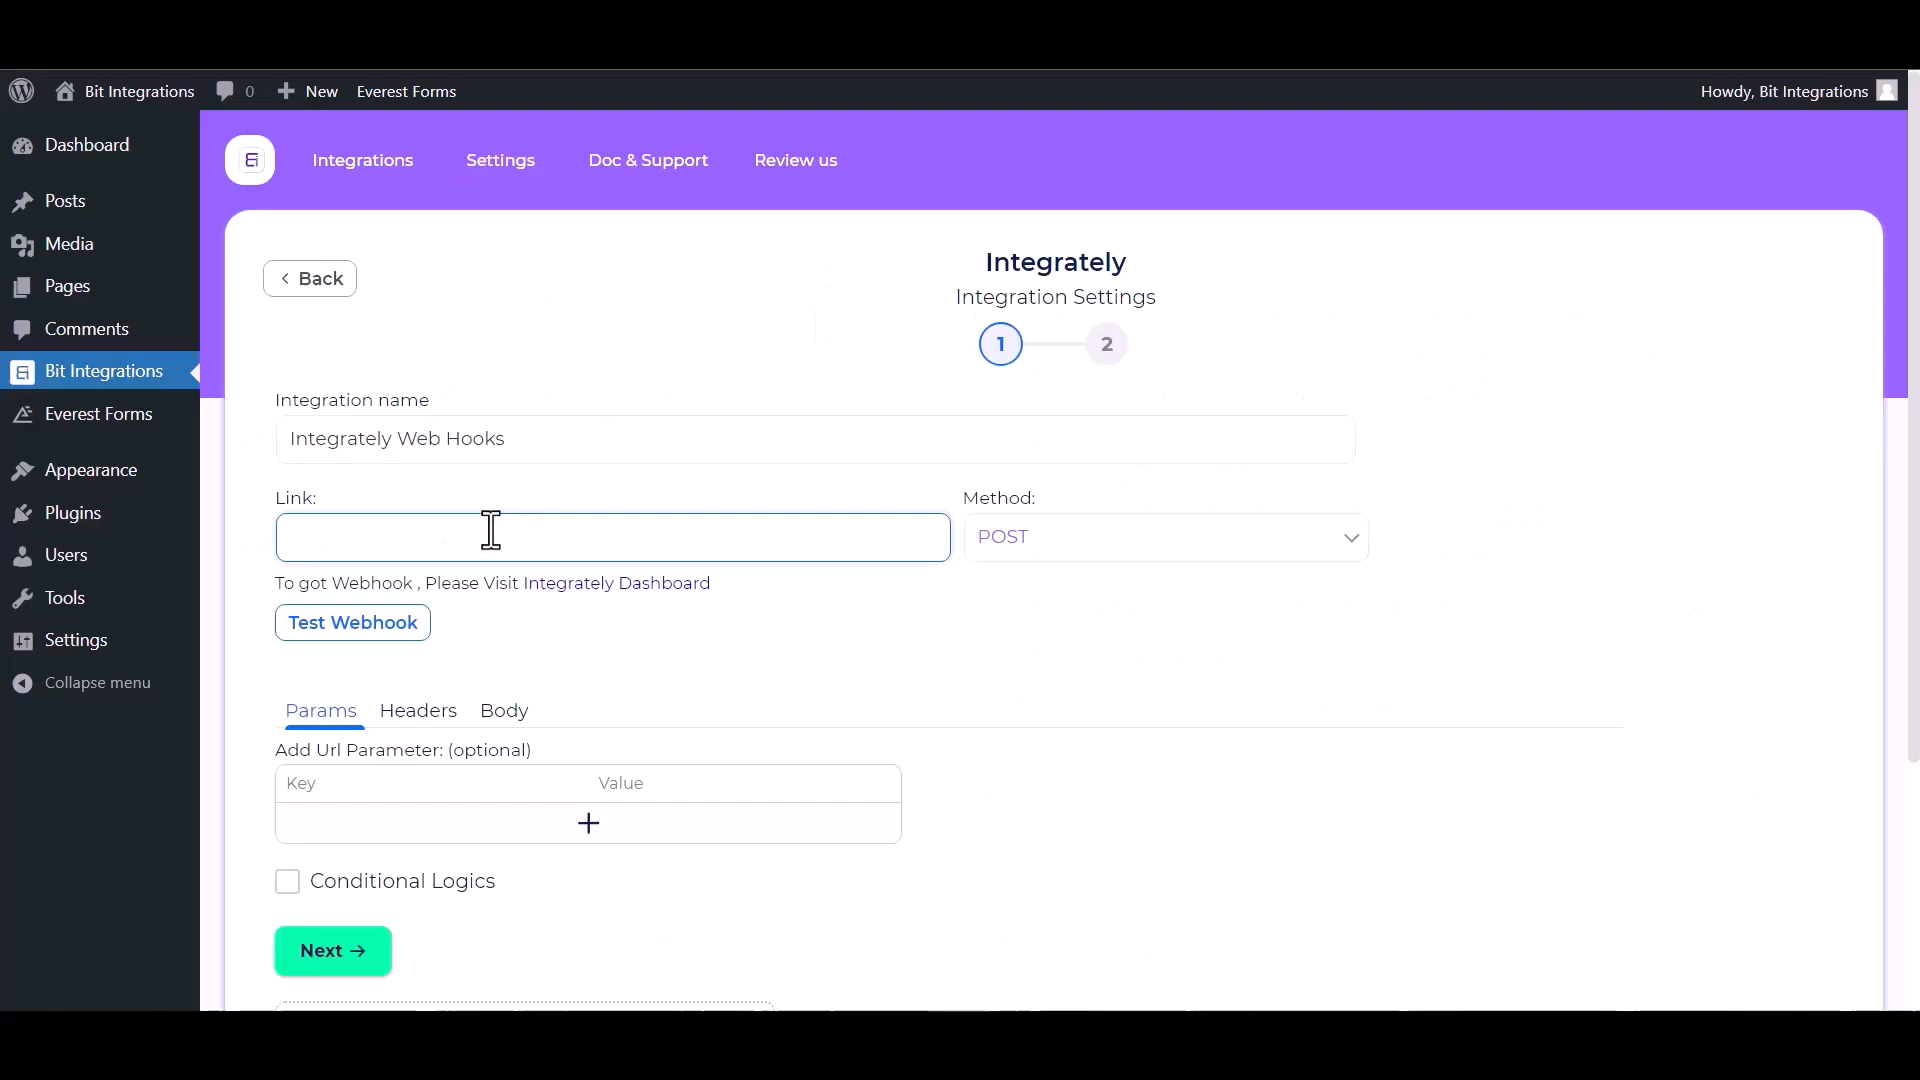 Bit Integrations 0 New Everest Forms Howdy, Bit Integrations
Dashboard
Posts
Media
Pages
Comments
Bit Integrations
Everest Forms
Appearance
Plugins
Users
Tools
Settings
Collapse menu
Integrations Settings Doc & Support Review us
Back
Integrately
Integration Settings
1 2
Integration name
Integrately Web Hooks
Link: Method:
POST
To got Webhook , Please Visit Integrately Dashboard
Test Webhook
Params Headers Body
Add Url Parameter: (optional)
Key Value
+
Conditional Logics
Next →